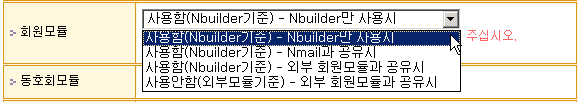 회원모듈
사용함(Nbuilder기준) - Nbuilder만 사용시
사용함(Nbuilder기준) - Nbuilder만 사용시
주십시오.
사용함(Nbuilder기준) - Nmail과 공유시
사용함(Nbuilder기준) - 외부 회원모듈과 공유시
동호회모듈
사용안함(외부모듈기준) - 외부 회원모듈과 공유시